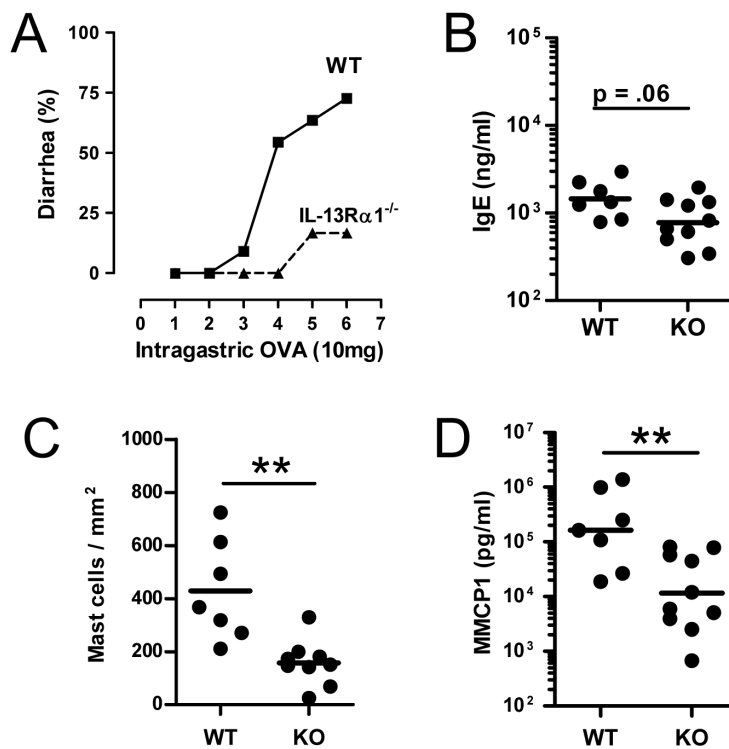 A
Diarrhea (%)
100
75
50
25
0
WT
IL-13Rα1-/-
0 1 2 3 4 5 6 7
Intragastric OVA (10mg)
B
IgE (ng/ml)
10^5
10^4
10^3
10^2
p = .06
WT KO
C
Mast cells / mm^2
1000
800
600
400
200
0
**
WT KO
D
MMCP1 (pg/ml)
10^7
10^6
10^5
10^4
10^3
10^2
**
WT KO